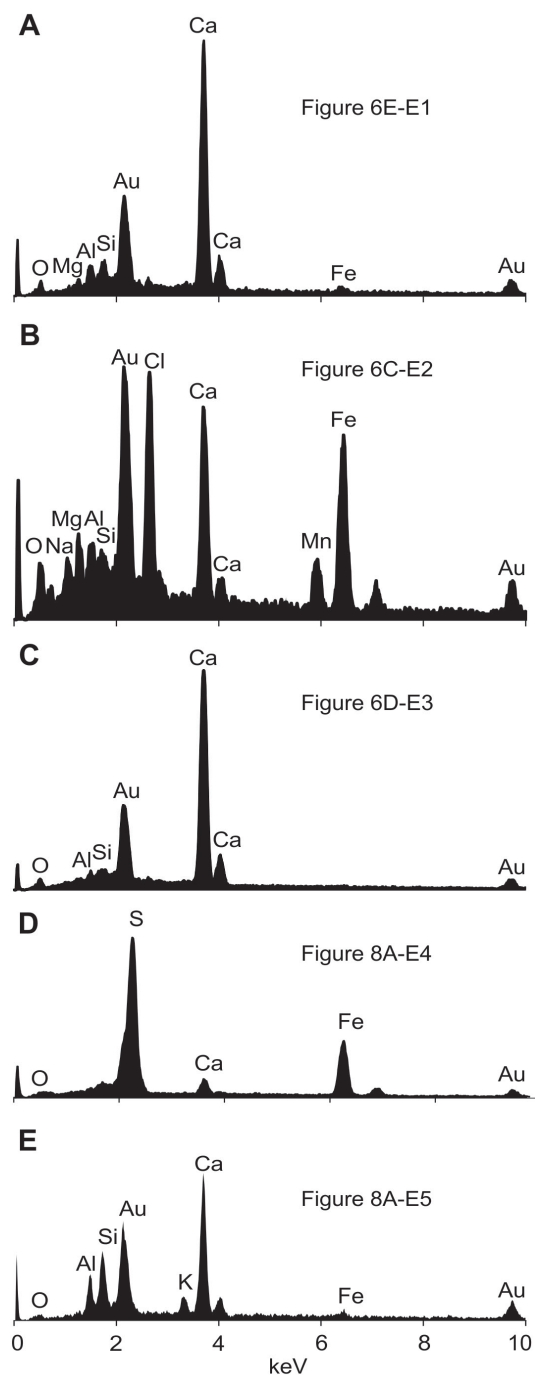 A
Ca
Figure 6E-E1
Au
Ca
Si
Al
Mg
O
Fe
Au
B
Au Cl
Figure 6C-E2
Ca
Fe
Mg Al
Si
O Na
Mn
Ca
Au
C
Ca
Figure 6D-E3
Au
Ca
Si
Al
O
Au
D
S
Figure 8A-E4
Fe
Ca
O
Au
E
Ca
Figure 8A-E5
Au
Si
Al
K
O
Fe
Au
0 2 4 6 8 10
keV